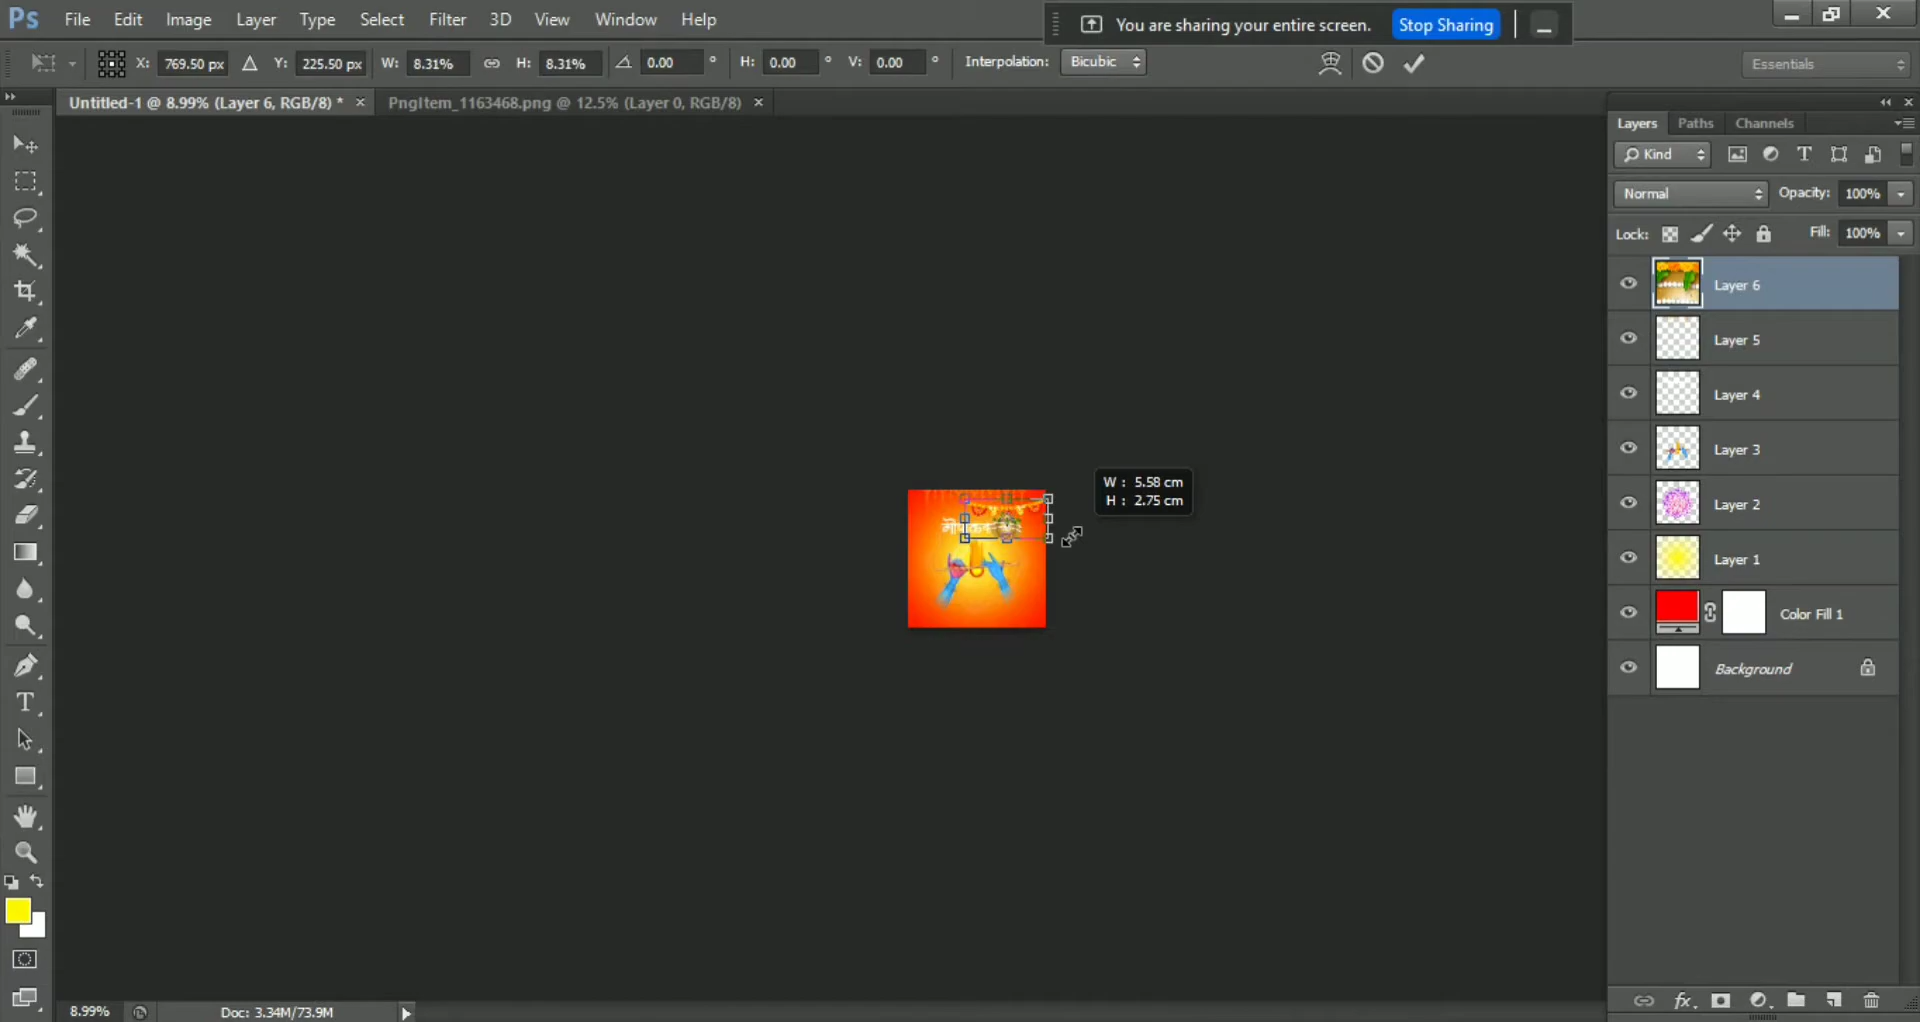 Ps File Edit Image Layer Type Select Filter 3D View Window Help
You are sharing your entire screen. Stop Sharing
X: 769.50 px Y: 225.50 px W: 8.31% H: 8.31% 0.00 ° H: 0.00 ° V: 0.00 ° Interpolation: Bicubic
Essentials
Untitled-1 @ 8.99% (Layer 6, RGB/8) * × PngItem_1163468.png @ 12.5% (Layer 0, RGB/8) ×
Layers Paths Channels
Kind
Normal Opacity: 100%
Lock: Fill: 100%
Layer 6
Layer 5
Layer 4
Layer 3
Layer 2
Layer 1
Color Fill 1
Background
W : 5.58 cm
H : 2.75 cm
8.99% Doc: 3.34M/73.9M